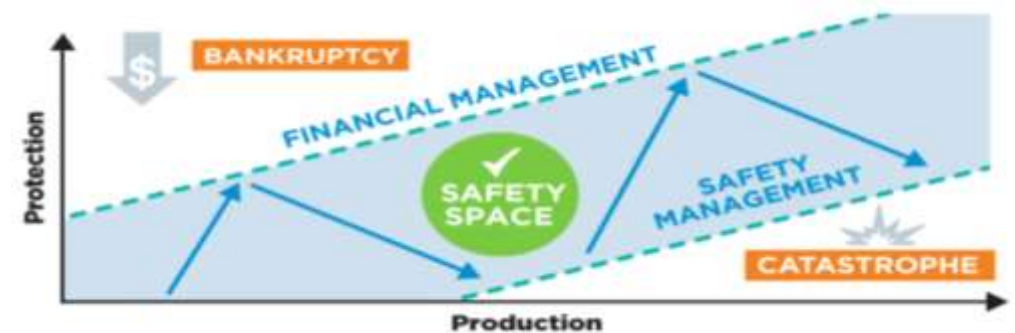 BANKRUPTCY
$
FINANCIAL MANAGEMENT
Protection
SAFETY
SPACE
SAFETY
MANAGEMENT
CATASTROPHE
Production